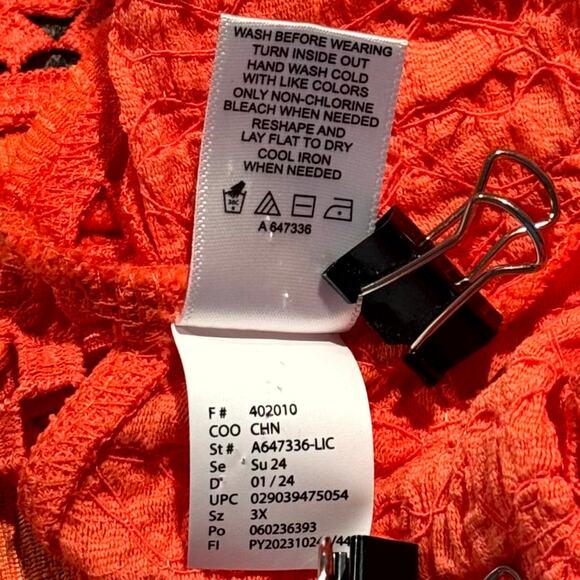 WASH BEFORE WEARING
TURN INSIDE OUT
HAND WASH COLD
WITH LIKE COLORS
ONLY NON-CHLORINE
BLEACH WHEN NEEDED
RESHAPE AND
LAY FLAT TO DRY
COOL IRON
WHEN NEEDED
30C
A 647336
F # 402010
COO CHN
St # A647336-LIC
Se Su 24
D 01 / 24
UPC 029039475054
Sz 3X
Po 060236393
FI